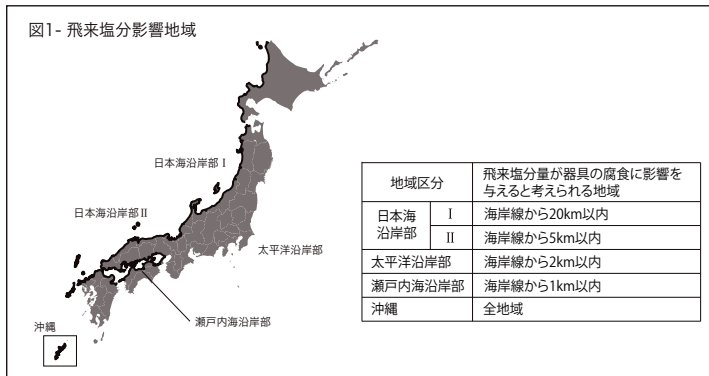 図1- 飛来塩分影響地域
日本海沿岸部Ⅰ
日本海沿岸部Ⅱ
太平洋沿岸部
瀬戸内海沿岸部
沖縄
地域区分
飛来塩分量が器具の腐食に影響を
与えると考えられる地域
日本海
沿岸部
Ⅰ
海岸線から20km以内
Ⅱ
海岸線から5km以内
太平洋沿岸部
海岸線から2km以内
瀬戸内海沿岸部
海岸線から1km以内
沖縄
全地域